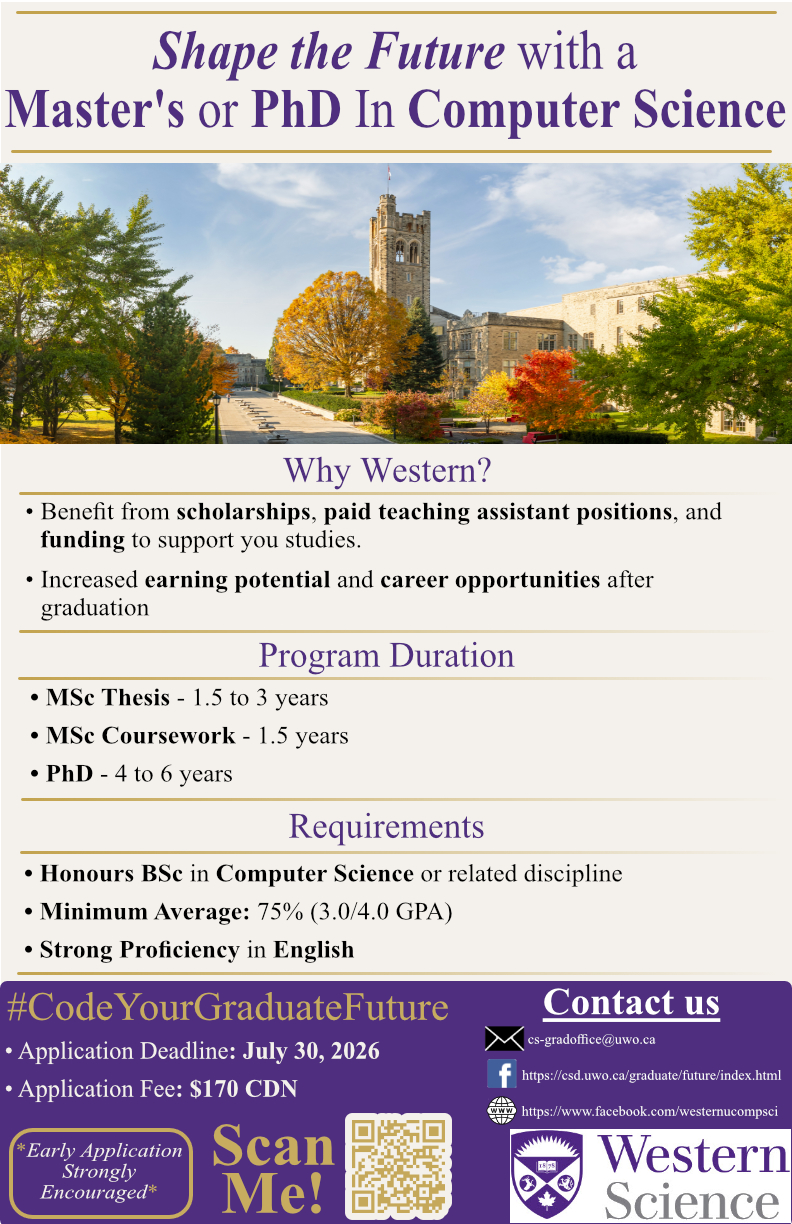 Shape the Future with a
Master's or PhD In Computer Science
Why Western?
• Benefit from scholarships, paid teaching assistant positions, and
funding to support you studies.
• Increased earning potential and career opportunities after
graduation
Program Duration
• MSc Thesis - 1.5 to 3 years
• MSc Coursework - 1.5 years
• PhD - 4 to 6 years
Requirements
• Honours BSc in Computer Science or related discipline
• Minimum Average: 75% (3.0/4.0 GPA)
• Strong Proficiency in English
#CodeYourGraduateFuture
• Application Deadline: July 30, 2026
• Application Fee: $170 CDN
*Early Application
Strongly
Encouraged*
Scan
Me!
Contact us
cs-gradoffice@uwo.ca
f
https://csd.uwo.ca/graduate/future/index.html
WWW
https://www.facebook.com/westernucompsci
18 78
Western
Science